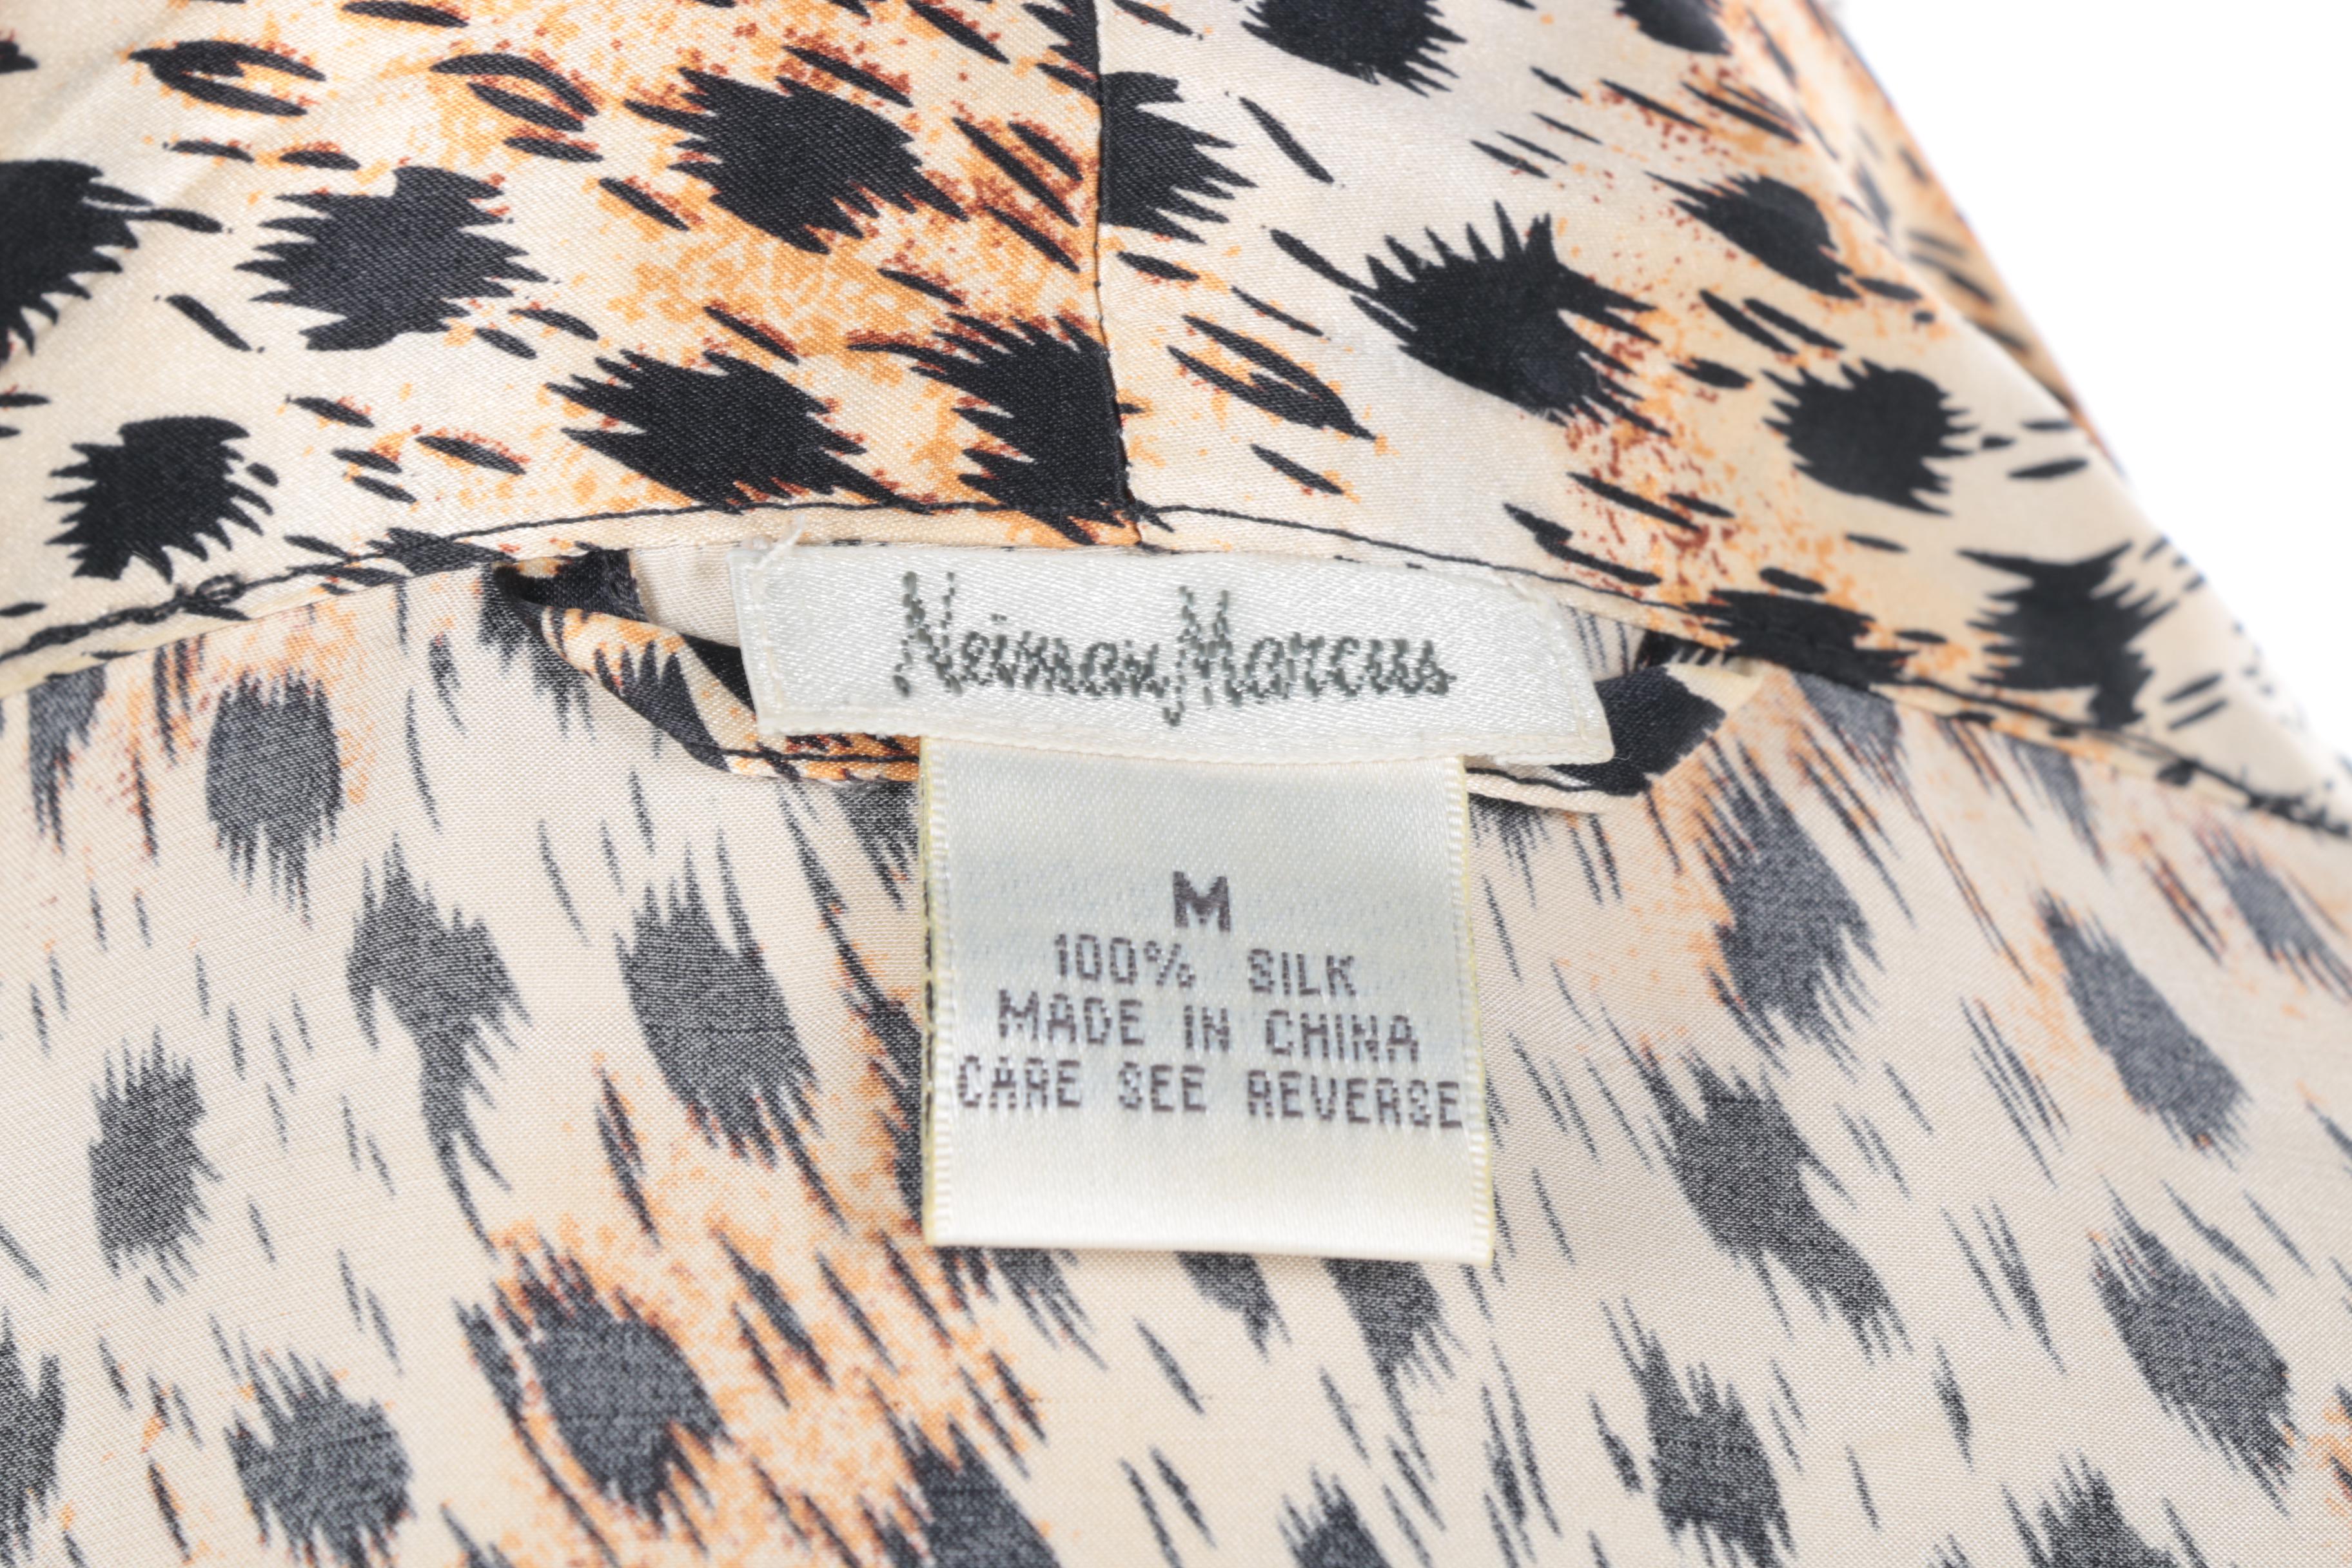 Neiman Marcus
M
100% SILK
MADE IN CHINA
CARE SEE REVERSE